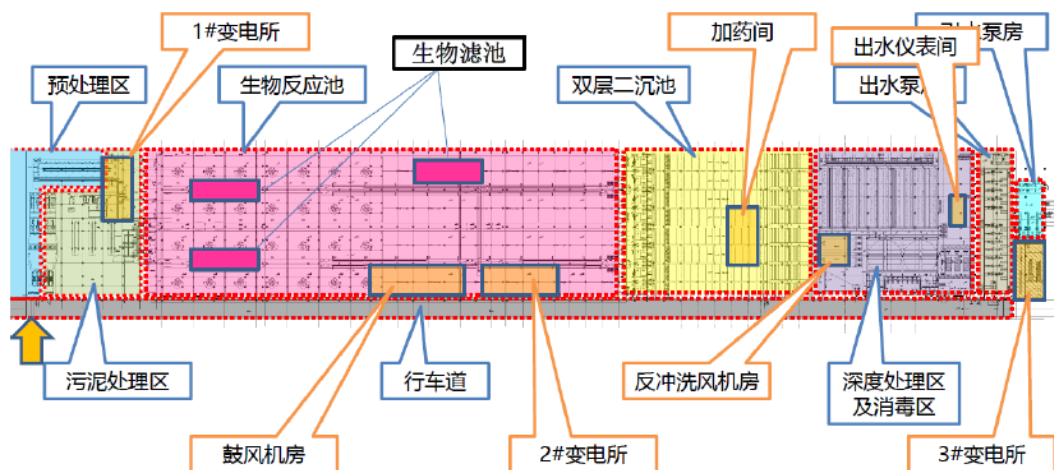 1#变电所
加药间
泵房
生物滤池
出水仪表间
预处理区
生物反应池
双层二沉池
出水泵
污泥处理区
行车道
反冲洗风机房
深度处理区
及消毒区
鼓风机房
2#变电所
3#变电所